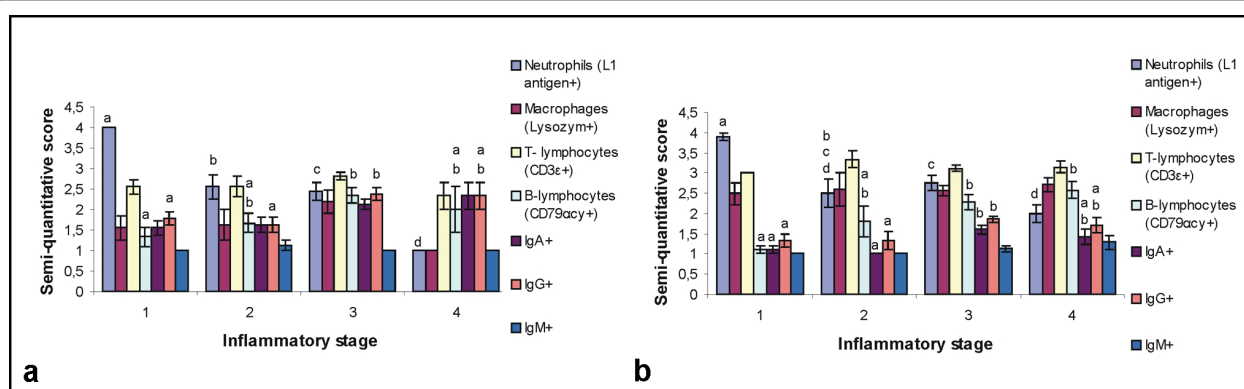 Semi-quantitative score
4,5
4
3,5
3
2,5
2
1,5
1
0,5
0
a
a
a
b
a
b
c
b
b
d
a
b
a
b
1
2
3
4
Inflammatory stage
Neutrophils (L1
antigen+)
Macrophages
(Lysozym+)
T- lymphocytes
(CD3ε+)
B-lymphocytes
(CD79αcy+)
IgA+
IgG+
IgM+
a
Semi-quantitative score
4,5
4
3,5
3
2,5
2
1,5
1
0,5
0
a
a
a
a
b
c
d
a
b
a
a
c
b
b
b
d
b
a
b
a
b
1
2
3
4
Inflammatory stage
Neutrophils (L1
antigen+)
Macrophages
(Lysozym+)
T-lymphocytes
(CD3ε+)
B-lymphocytes
(CD79αcy+)
IgA+
IgG+
IgM+
b